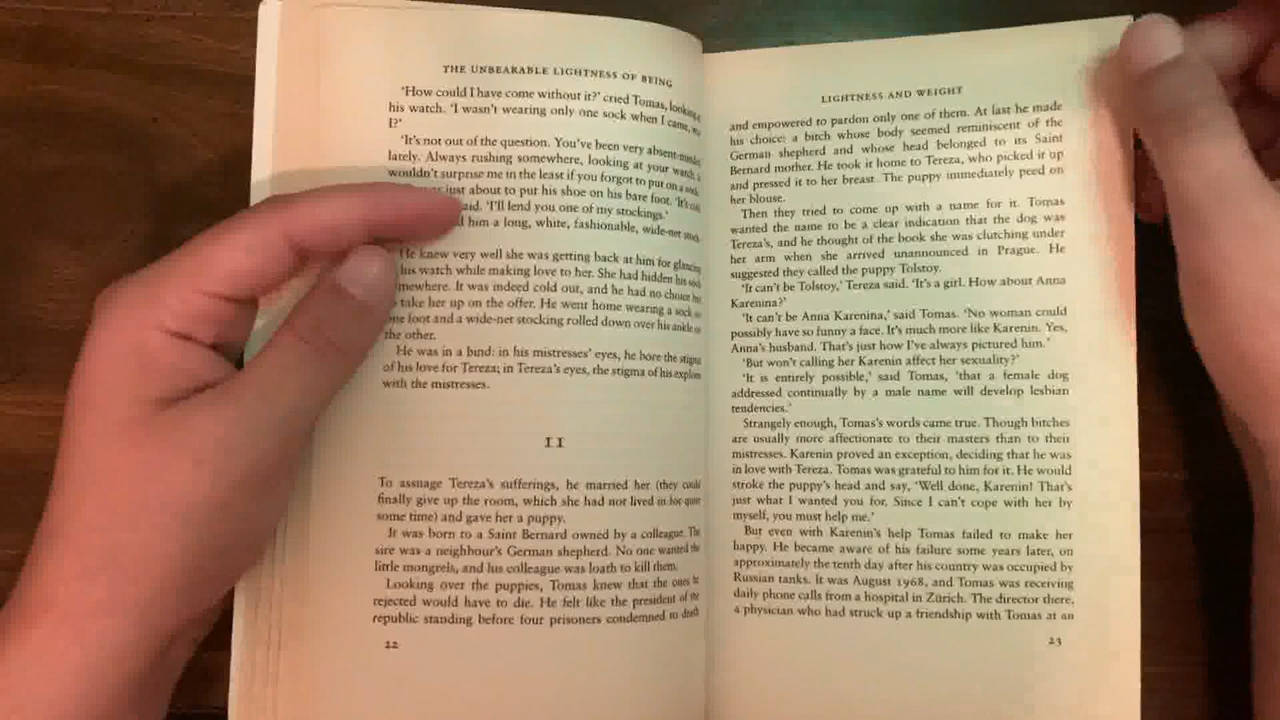 THE UNBEARABLE LIGHTNESS OF BEING
'How could I have come without it?' cried Tomas, looking
his watch. 'I wasn't wearing only one sock when I came,
I?'
'It's not out of the question. You've been very absent-minded
lately. Always rushing somewhere, looking at your watch.
wouldn't surprise me in the least if you forgot to put on a sock.
just about to put his shoe on his bare foot. 'It's cold
'I'll lend you one of my stockings.'
him a long, white, fashionable, wide-net
He knew very well she was getting back at him for glancing
his watch while making love to her. She had hidden his sock
It was indeed cold out, and he had no choice but
take her up on the offer. He went home wearing a sock on
one foot and a wide-net stocking rolled down over his ankle on
the other.
He was in a bind: in his mistresses' eyes, he bore the stigma
of his love for Tereza; in Tereza's eyes, the stigma of his exploits
with the mistresses.
11
To assuage Tereza's sufferings, he married her (they could
finally give up the room, which she had not lived in for quite
some time) and gave her a puppy.
It was born to a Saint Bernard owned by a colleague. The
sire was a neighbour's German shepherd. No one wanted the
little mongrels, and his colleague was loath to kill them.
Looking over the puppies, Tomas knew that the ones he
rejected would have to die. He felt like the president of the
republic standing before four prisoners condemned to death
22
LIGHTNESS AND WEIGHT
and empowered to pardon only one of them. At last he made
his choice: a bitch whose body seemed reminiscent of the
German shepherd and whose head belonged to its Saint
Bernard mother. He took it home to Tereza, who picked it up
and pressed it to her breast. The puppy immediately peed on
her blouse.
Then they tried to come up with a name for it. Tomas
wanted the name to be a clear indication that the dog was
Tereza's, and he thought of the book she was clutching under
her arm when she arrived unannounced in Prague. He
suggested they called the puppy Tolstoy.
'It can't be Tolstoy,' Tereza said. 'It's a girl. How about Anna
Karenina?'
'It can't be Anna Karenina,' said Tomas. 'No woman could
possibly have so funny a face. It's much more like Karenin. Yes,
Anna's husband. That's just how I've always pictured him.'
'But won't calling her Karenin affect her sexuality?'
'It is entirely possible,' said Tomas, 'that a female dog
addressed continually by a male name will develop lesbian
tendencies.'
Strangely enough, Tomas's words came true. Though bitches
are usually more affectionate to their masters than to their
mistresses, Karenin proved an exception, deciding that he was
in love with Tereza. Tomas was grateful to him for it. He would
stroke the puppy's head and say, 'Well done, Karenin! That's
just what I wanted you for. Since I can't cope with her by
myself, you must help me.'
But even with Karenin's help Tomas failed to make her
happy. He became aware of his failure some years later, on
approximately the tenth day after his country was occupied by
Russian tanks. It was August 1968, and Tomas was receiving
daily phone calls from a hospital in Zürich. The director there,
a physician who had struck up a friendship with Tomas at an
23